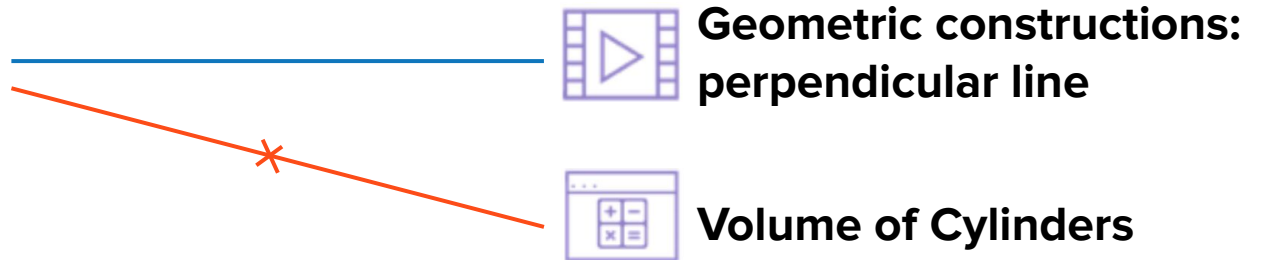 Geometric constructions:
perpendicular line
Volume of Cylinders